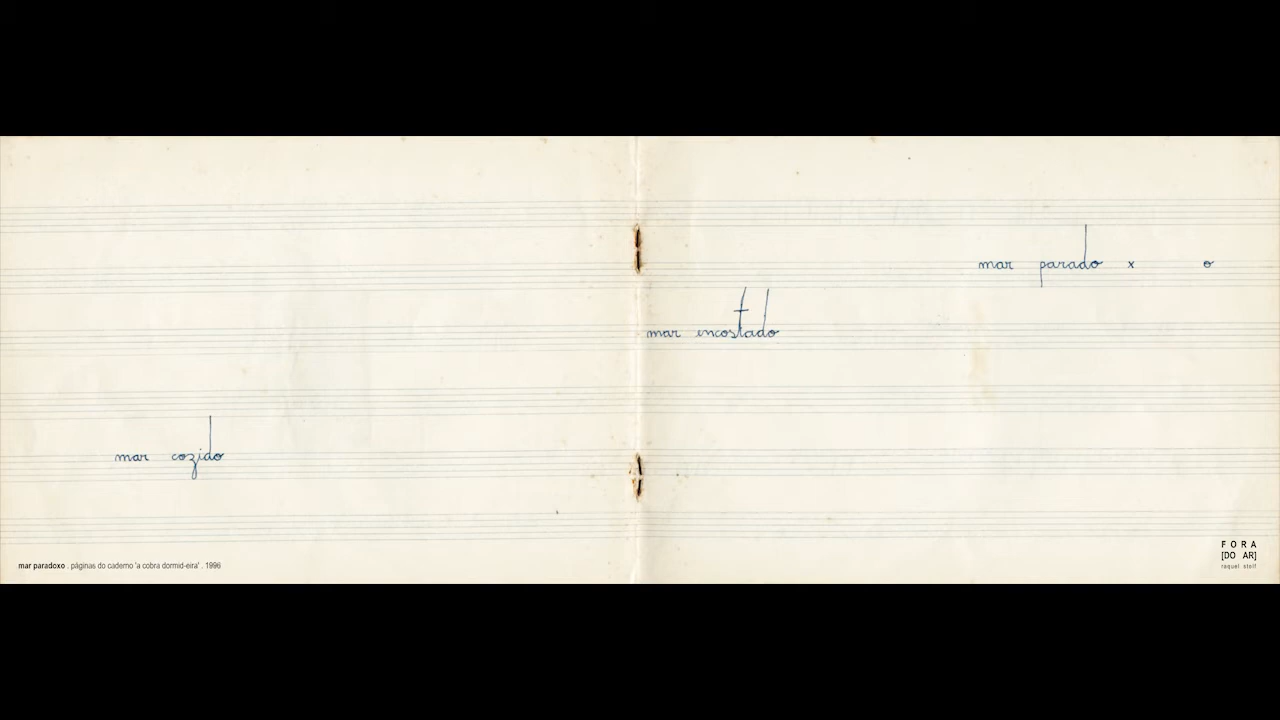 mar parado x o
mar encostado
mar cozido
mar paradoxo . páginas do caderno 'a cobra dormid-eira' . 1996
FORA
[DO AR]
raquel stolf